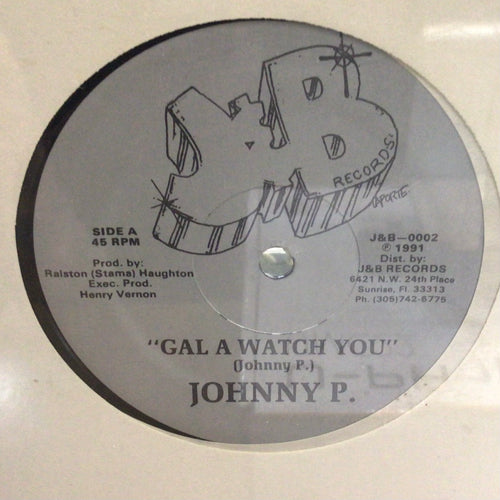 J&B
RECORDS
LAPORTE
SIDE A
45 RPM
Prod. by:
Ralston (Stama) Haughton
Exec. Prod.
Henry Vernon
J&B—0002
℗ 1991
Dist. by:
J&B RECORDS
6421 N.W. 24th Place
Sunrise, Fl. 33313
Ph. (305)742-6775
"GAL A WATCH YOU"
(Johnny P.)
JOHNNY P.